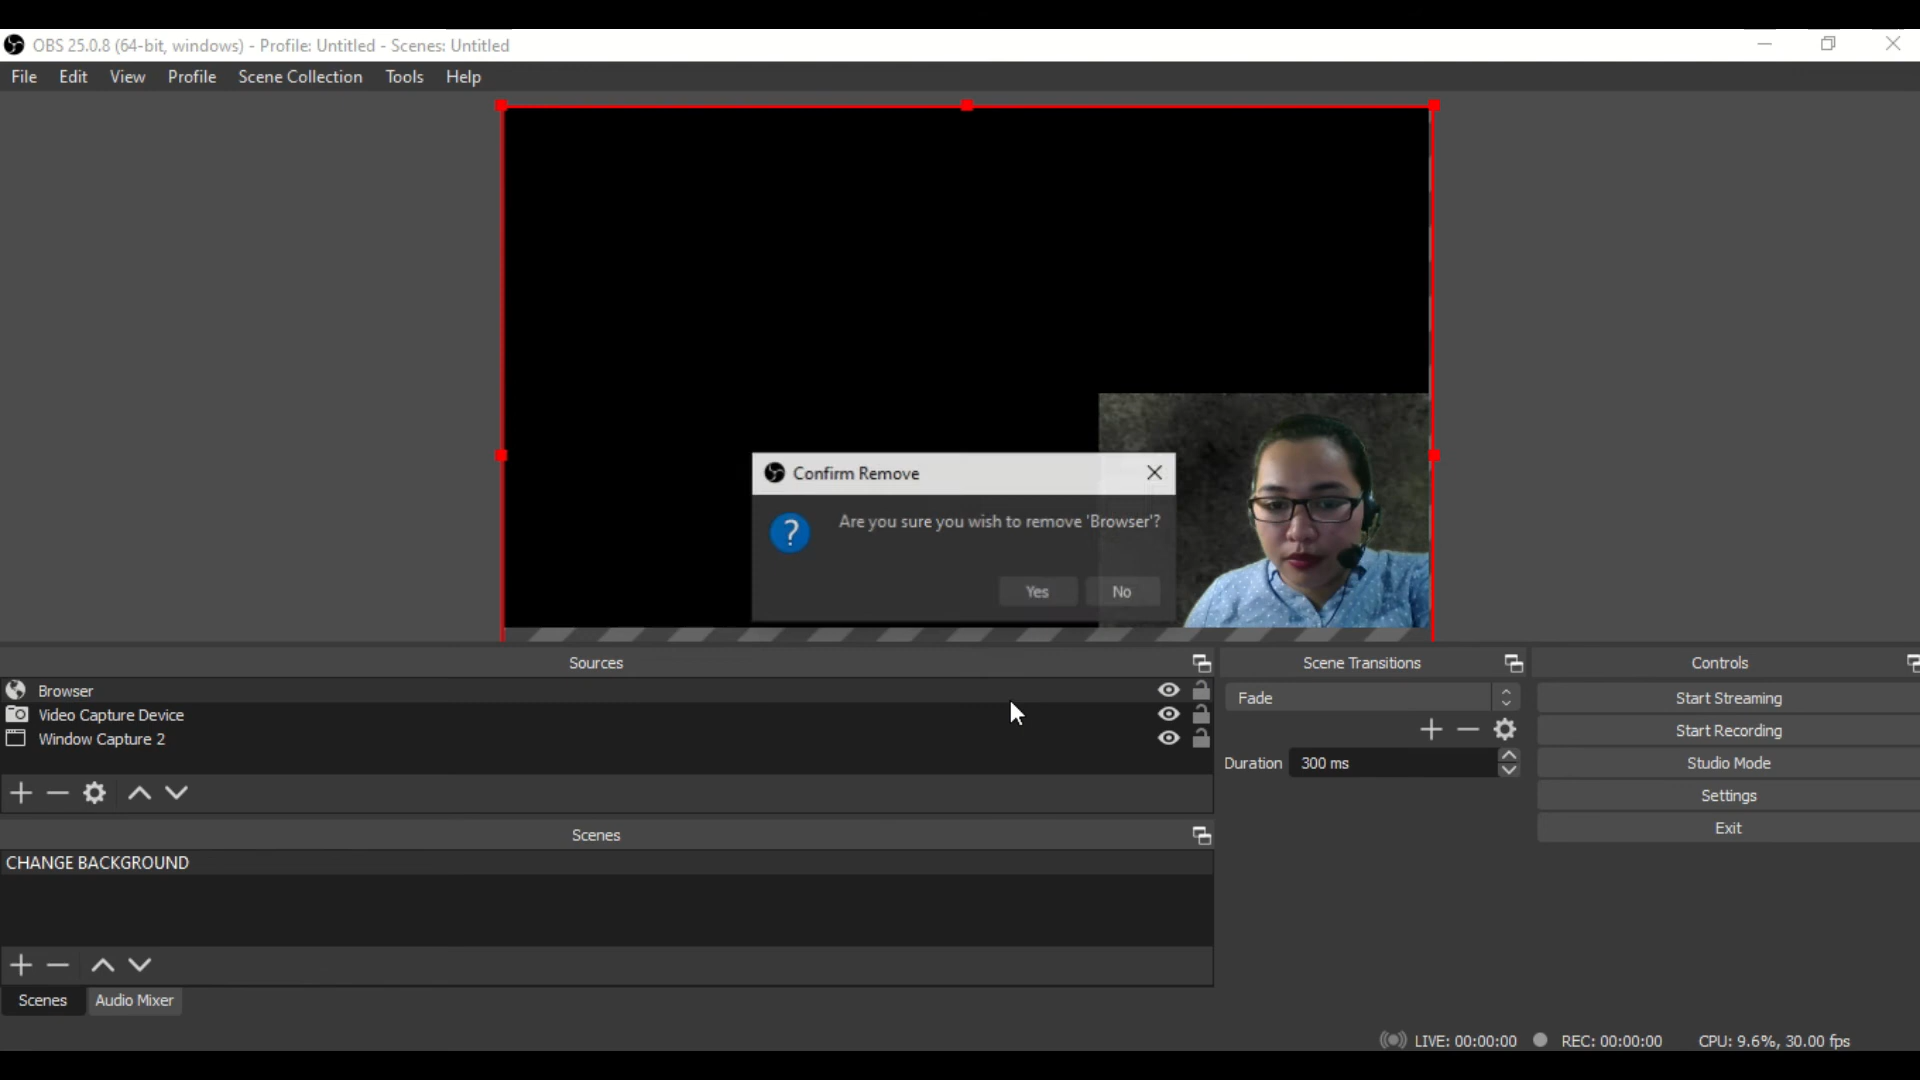 OBS 25.0.8 (64-bit, windows) - Profile: Untitled - Scenes: Untitled
File Edit View Profile Scene Collection Tools Help
Confirm Remove
Are you sure you wish to remove 'Browser'?
Yes No
Sources
Browser
Video Capture Device
Window Capture 2
Scenes
CHANGE BACKGROUND
Scenes Audio Mixer
Scene Transitions
Fade
Duration 300 ms
Controls
Start Streaming
Start Recording
Studio Mode
Settings
Exit
LIVE: 00:00:00 REC: 00:00:00 CPU: 9.6%, 30.00 fps